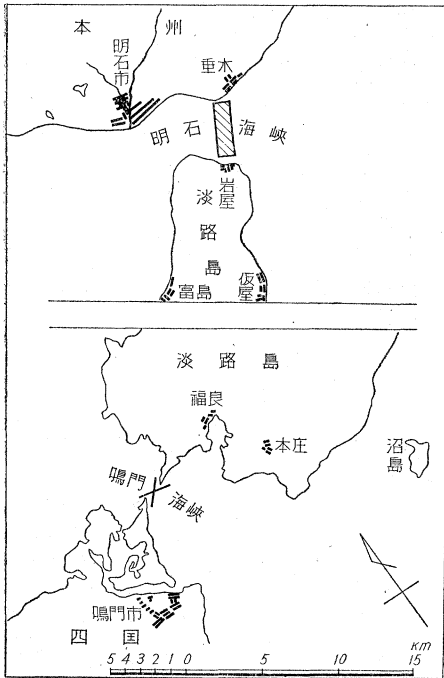 本州
明石市
垂木
明石海峡
岩屋
淡路島
富島
仮屋
淡路島
福良
本庄
沼島
鳴門海峡
鳴門市
四国
km
5 4 3 2 1 0 5 10 15